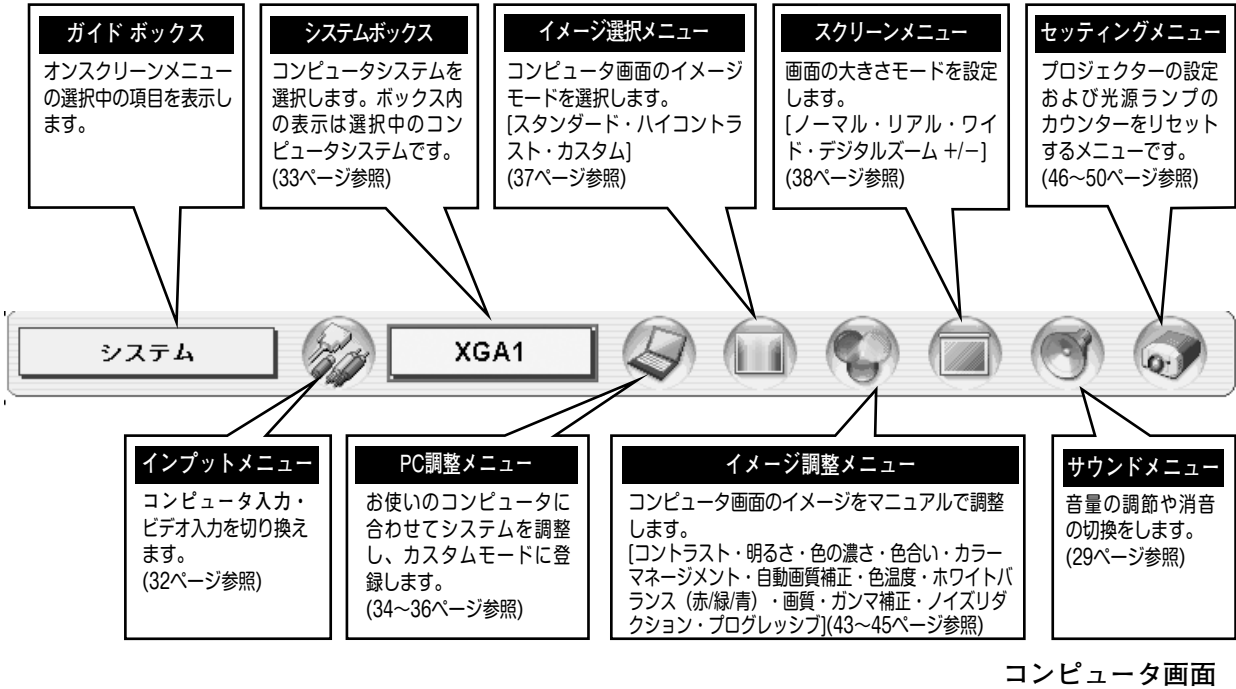 ガイド ボックス
オンスクリーンメニュー
の選択中の項目を表示し
ます。
システムボックス
コンピュータシステムを
選択します。ボックス内
の表示は選択中のコン
ピュータシステムです。
(33ページ参照)
イメージ選択メニュー
コンピュータ画面のイメージ
モードを選択します。
[スタンダード・ハイコントラ
スト・カスタム]
(37ページ参照)
スクリーンメニュー
画面の大きさモードを設定
します。
[ノーマル・リアル・ワイ
ド・デジタルズーム +/−]
(38ページ参照)
セッティングメニュー
プロジェクターの設定
および光源ランプの
カウンターをリセット
するメニューです。
(46〜50ページ参照)
システム
XGA1
インプットメニュー
コンピュータ入力・
ビデオ入力を切り換え
ます。
(32ページ参照)
PC調整メニュー
お使いのコンピュータに
合わせてシステムを調整
し、カスタムモードに登
録します。
(34〜36ページ参照)
イメージ調整メニュー
コンピュータ画面のイメージをマニュアルで調整
します。
[コントラスト・明るさ・色の濃さ・色合い・カラー
マネージメント・自動画質補正・色温度・ホワイトバ
ランス（赤/緑/青）・画質・ガンマ補正・ノイズリダ
クション・プログレッシブ](43〜45ページ参照)
サウンドメニュー
音量の調節や消音
の切換をします。
(29ページ参照)
コンピュータ画面